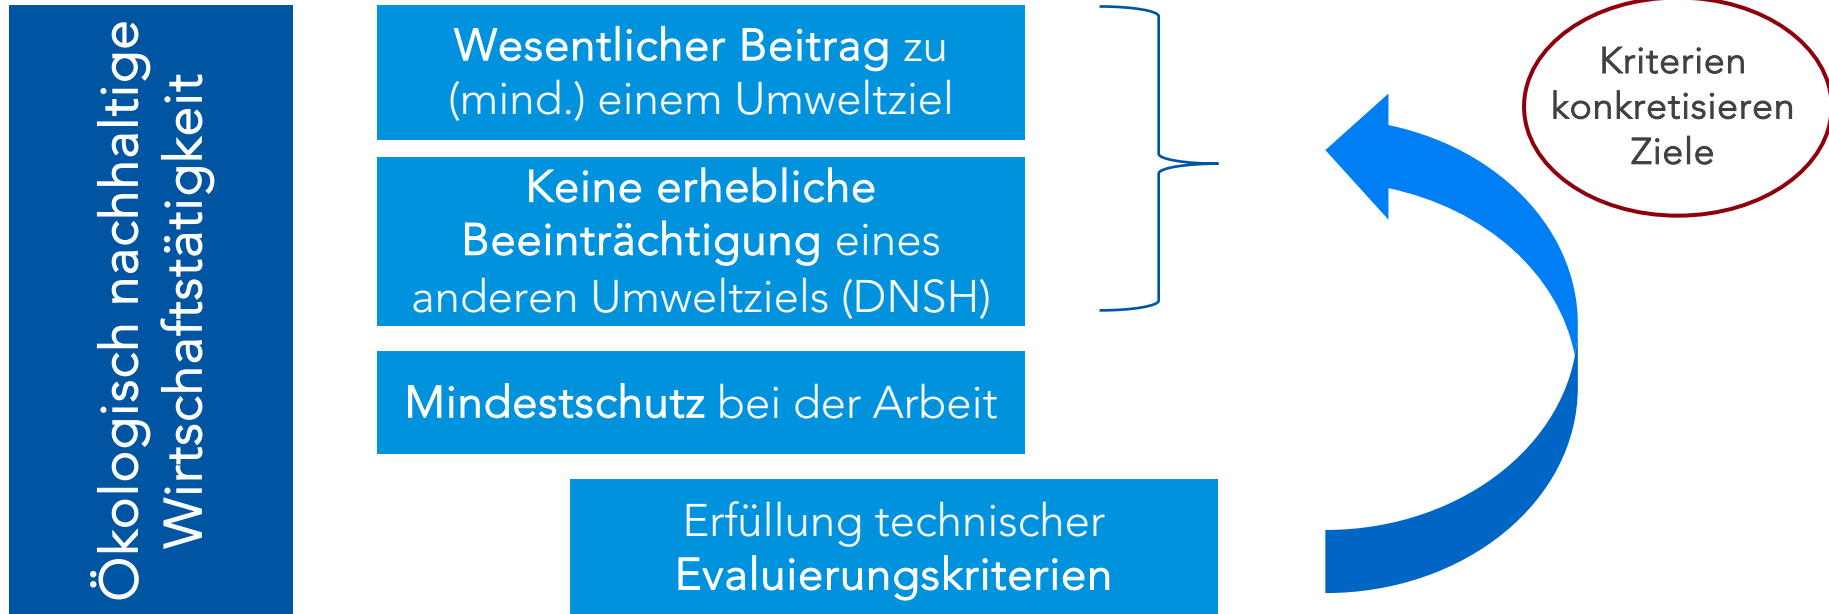 Ökologisch nachhaltige
Wirtschaftstätigkeit
Wesentlicher Beitrag zu
(mind.) einem Umweltziel
Keine erhebliche
Beeinträchtigung eines
anderen Umweltziels (DNSH)
Mindestschutz bei der Arbeit
Erfüllung technischer
Evaluierungskriterien
Kriterien
konkretisieren
Ziele